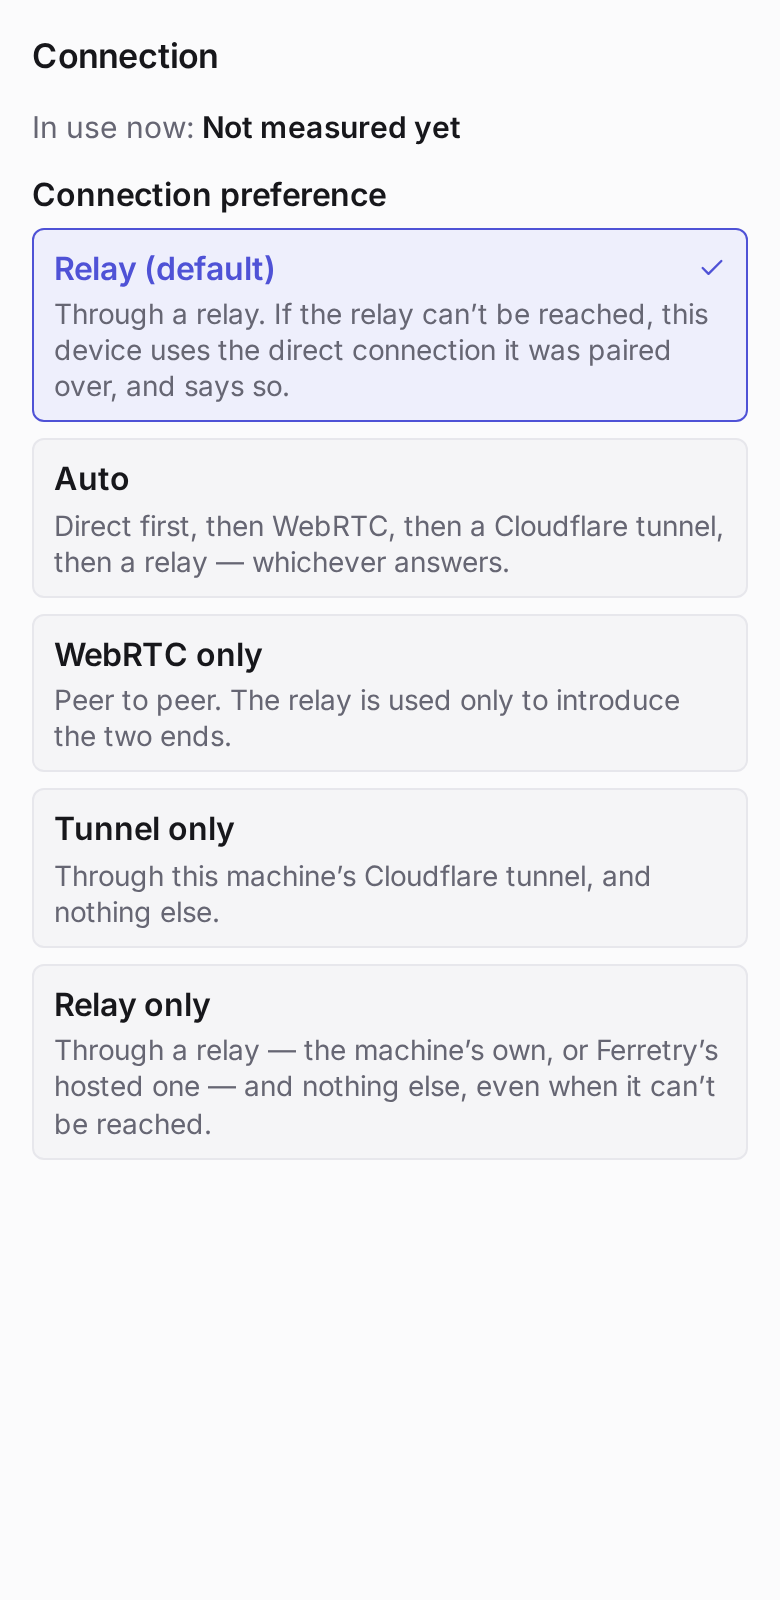 Connection
In use now: Not measured yet
Connection preference
Relay (default)
Through a relay. If the relay can’t be reached, this
device uses the direct connection it was paired
over, and says so.
Auto
Direct first, then WebRTC, then a Cloudflare tunnel,
then a relay — whichever answers.
WebRTC only
Peer to peer. The relay is used only to introduce
the two ends.
Tunnel only
Through this machine’s Cloudflare tunnel, and
nothing else.
Relay only
Through a relay — the machine’s own, or Ferretry’s
hosted one — and nothing else, even when it can’t
be reached.